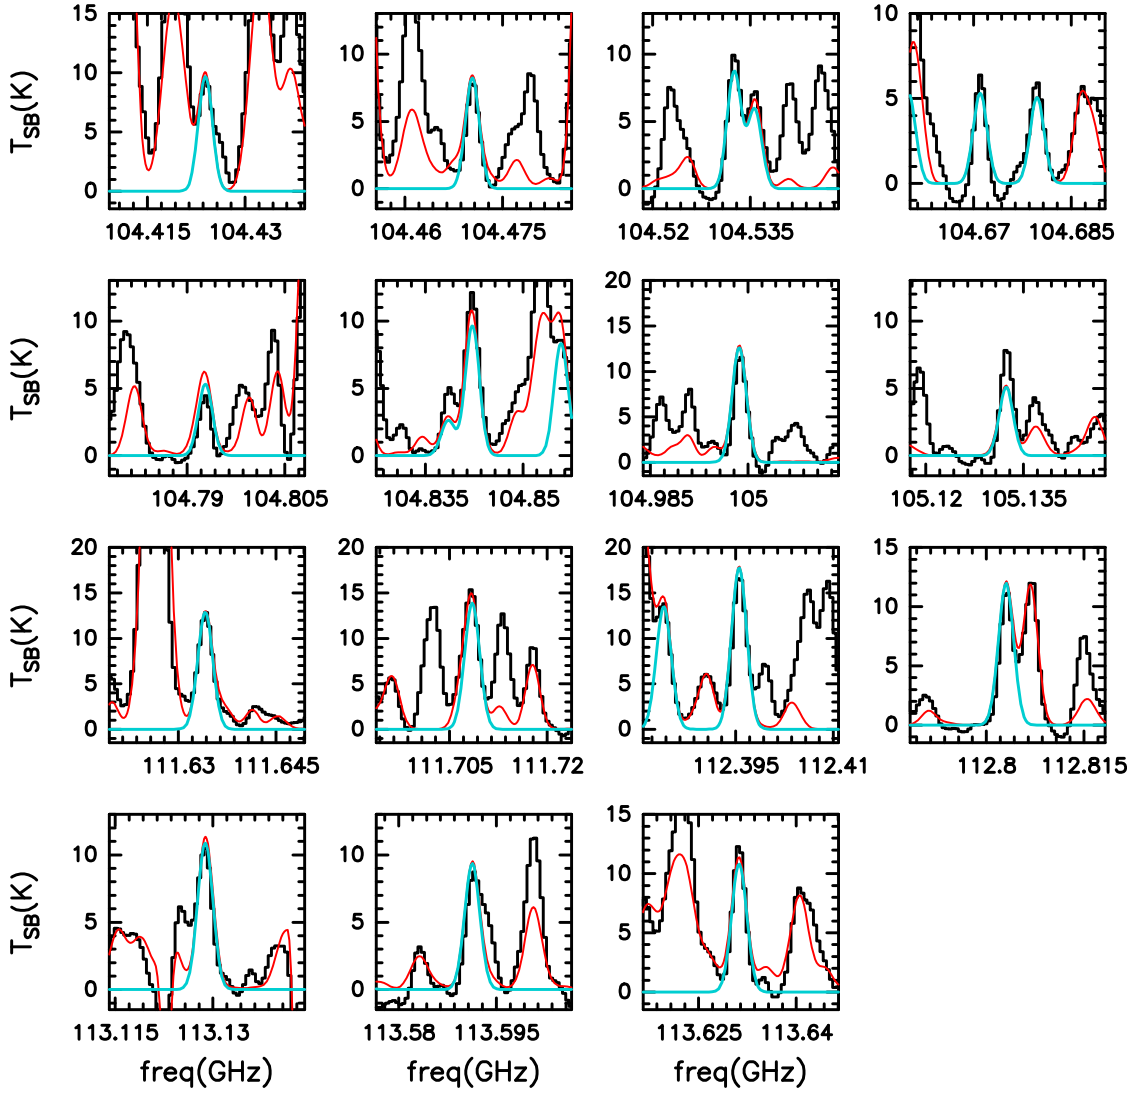 15 10 5 0 T_SB(K) 104.415 104.43
10 5 0 104.46 104.475
10 5 0 104.52 104.535
10 5 0 104.67 104.685
10 5 0 T_SB(K) 104.79 104.805
10 5 0 104.835 104.85
20 15 10 5 0 104.985 105
10 5 0 105.12 105.135
20 15 10 5 0 T_SB(K) 111.63 111.645
20 15 10 5 0 111.705 111.72
20 15 10 5 0 112.395 112.41
15 10 5 0 112.8 112.815
10 5 0 T_SB(K) 113.115 113.13 freq(GHz)
10 5 0 113.58 113.595 freq(GHz)
15 10 5 0 113.625 113.64 freq(GHz)